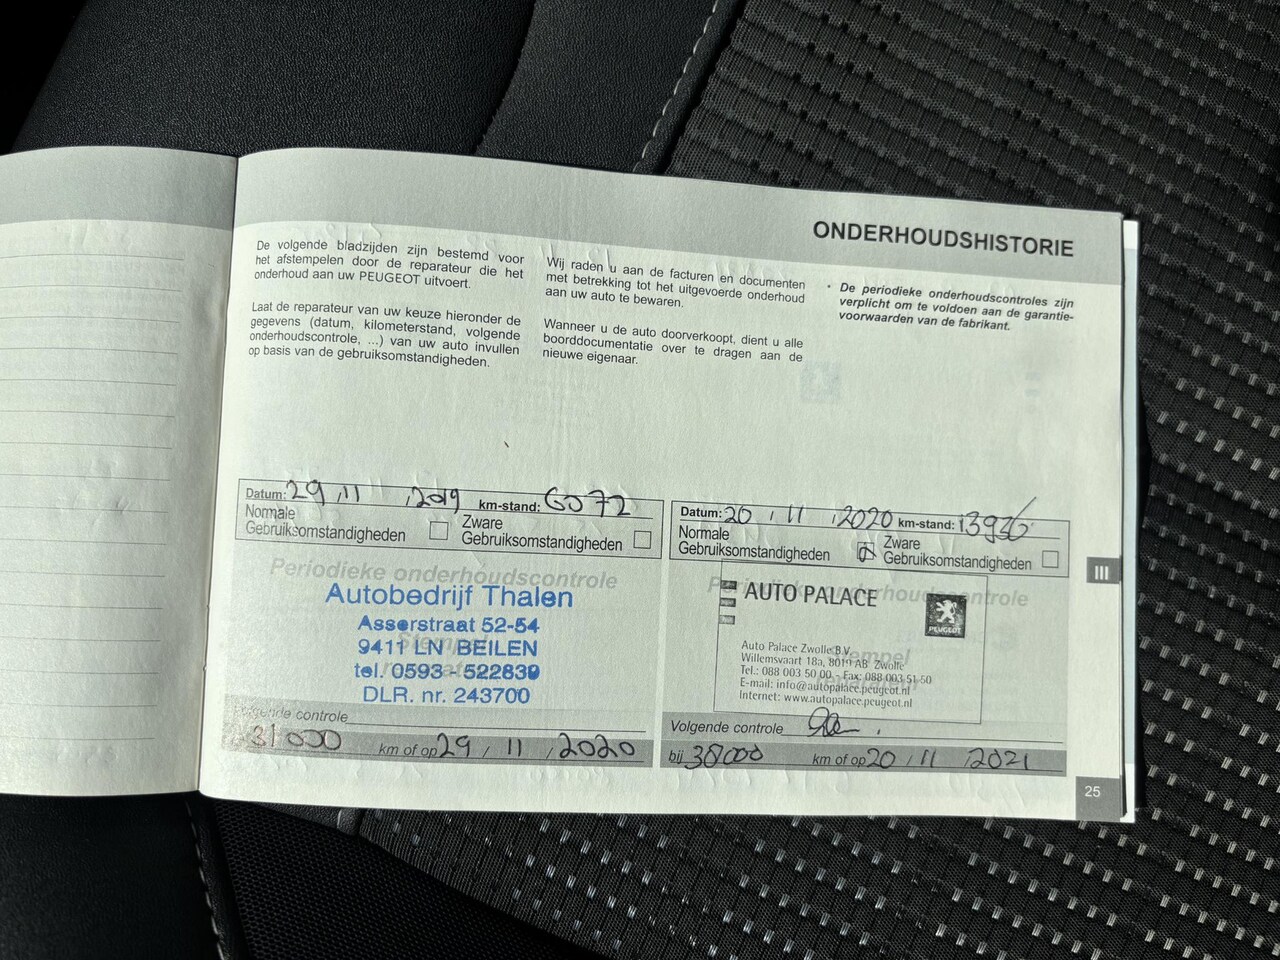 ONDERHOUDSHISTORIE
De volgende bladzijden zijn bestemd voor
het afstempelen door de reparateur die het
onderhoud aan uw PEUGEOT uitvoert.
Laat de reparateur van uw keuze hieronder de
gegevens (datum, kilometerstand, volgende
onderhoudscontrole, ...) van uw auto invullen
op basis van de gebruiksomstandigheden.
Wij raden u aan de facturen en documenten
met betrekking tot het uitgevoerde onderhoud
aan uw auto te bewaren.
Wanneer u de auto doorverkoopt, dient u alle
boorddocumentatie over te dragen aan de
nieuwe eigenaar.
• De periodieke onderhoudscontroles zijn
verplicht om te voldoen aan de garantie-
voorwaarden van de fabrikant.
Datum: 29 / 11 / 2019 km-stand: 6072
Normale
Gebruiksomstandigheden
Zware
Gebruiksomstandigheden
Periodieke onderhoudscontrole
Autobedrijf Thalen
Asserstraat 52-54
9411 LN BEILEN
tel. 0593 - 522839
DLR. nr. 243700
Volgende controle
31000 km of op 29 / 11 / 2020
Datum: 20 / 11 / 2020 km-stand: 13936
Normale
Gebruiksomstandigheden
Zware
Gebruiksomstandigheden
Periodieke onderhoudscontrole
AUTO PALACE
PEUGEOT
Auto Palace Zwolle B.V.
Willemsvaart 18a, 8019 AB Zwolle
Tel.: 088 003 50 00 - Fax: 088 003 51 50
E-mail: info@autopalace.peugeot.nl
Internet: www.autopalace.peugeot.nl
Volgende controle
bij 38000 km of op 20 / 11 / 2021
III
25